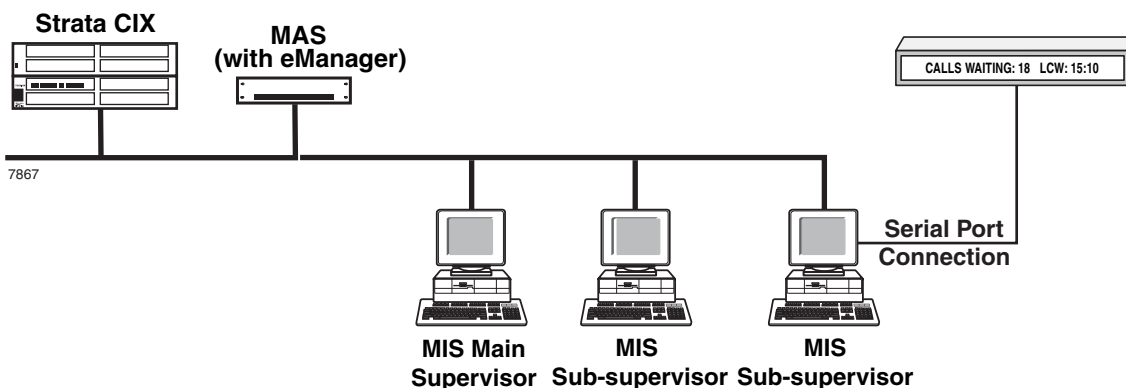 Strata CIX
MAS
(with eManager)
CALLS WAITING: 18 LCW: 15:10
7867
Serial Port
Connection
MIS Main
Supervisor
MIS
Sub-supervisor
MIS
Sub-supervisor